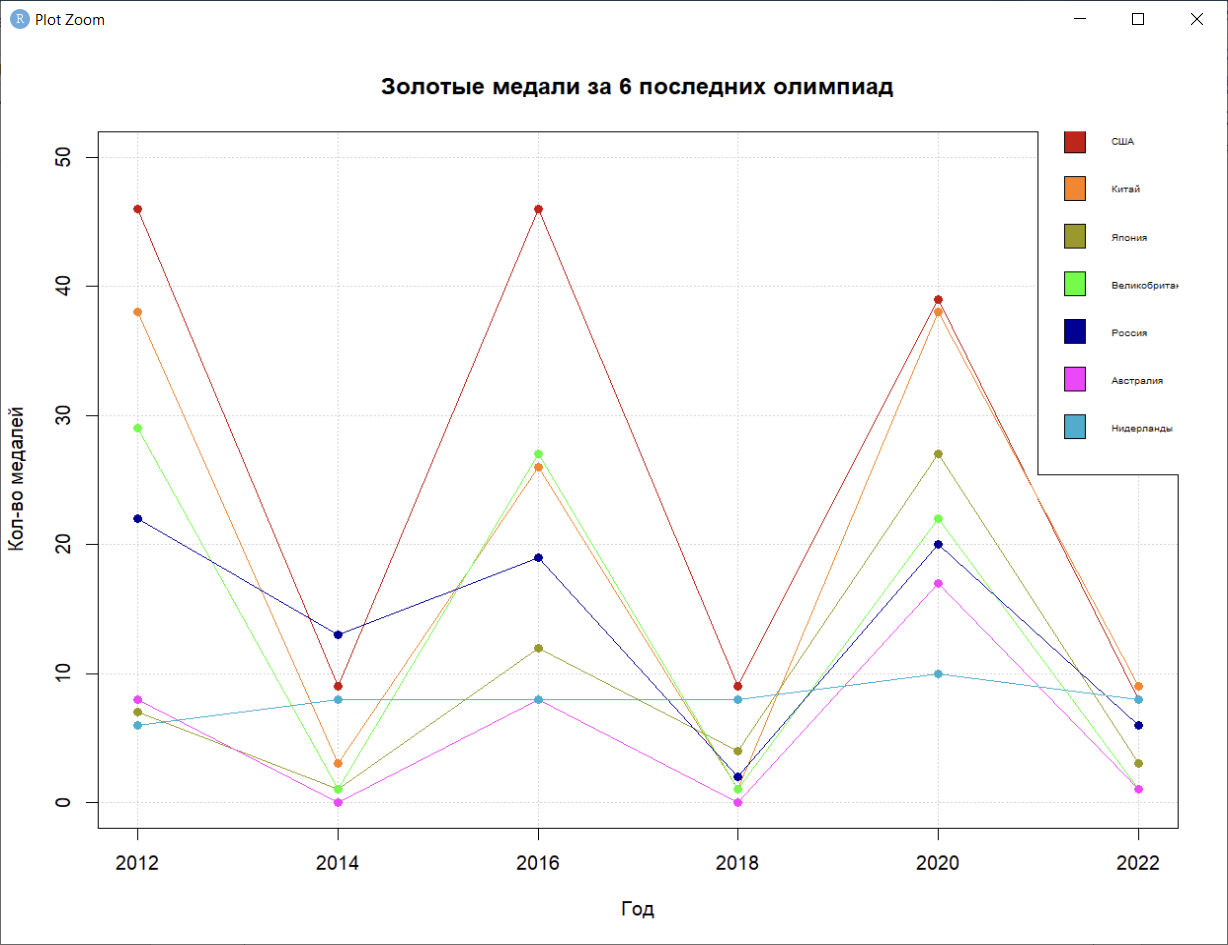 R Plot Zoom
Золотые медали за 6 последних олимпиад
Кол-во медалей
50
40
30
20
10
0
2012 2014 2016 2018 2020 2022
Год
США
Китай
Япония
Великобритан
Россия
Австралия
Нидерланды